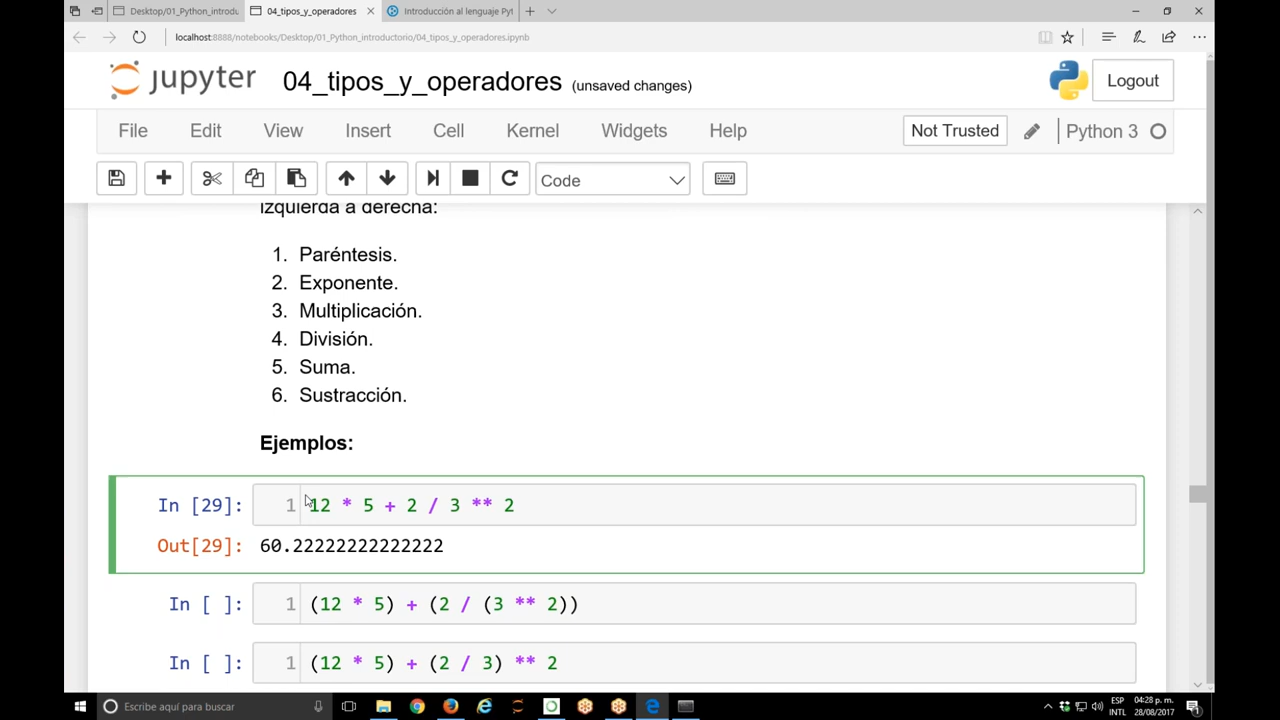 Desktop/01_Python_introdu
04_tipos_y_operadores
Introducción al lenguaje Pyt
localhost:8888/notebooks/Desktop/01_Python_introductorio/04_tipos_y_operadores.ipynb
jupyter 04_tipos_y_operadores (unsaved changes) Logout
File Edit View Insert Cell Kernel Widgets Help Not Trusted Python 3
Code
izquierda a derecha:
1. Paréntesis.
2. Exponente.
3. Multiplicación.
4. División.
5. Suma.
6. Sustracción.
Ejemplos:
In [29]: 1 12 * 5 + 2 / 3 ** 2
Out[29]: 60.22222222222222
In [ ]: 1 (12 * 5) + (2 / (3 ** 2))
In [ ]: 1 (12 * 5) + (2 / 3) ** 2
Escribe aquí para buscar
ESP 04:28 p. m.
INTL 28/08/2017